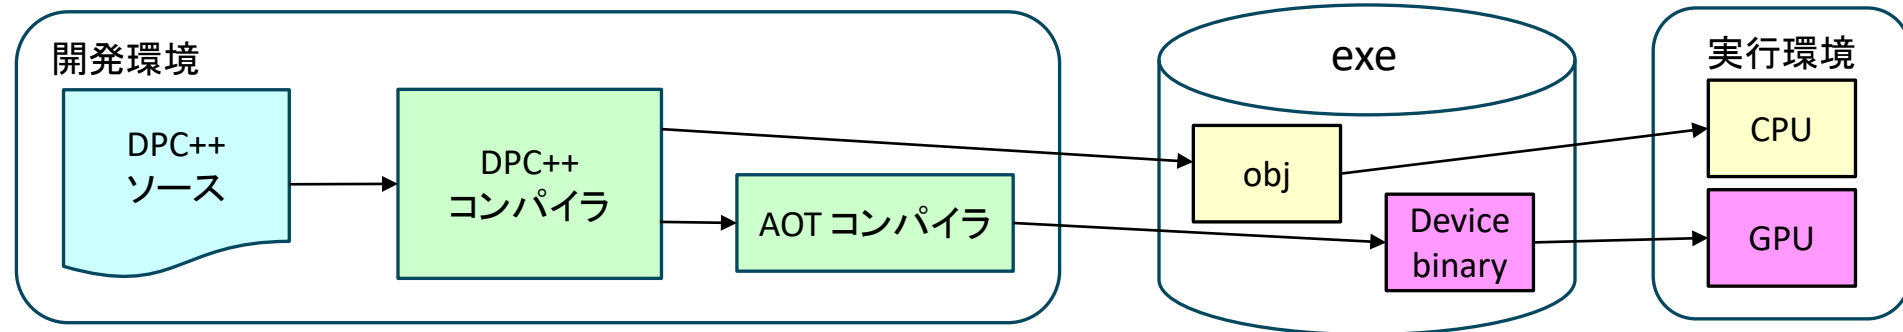 開発環境
DPC++
ソース
DPC++
コンパイラ
AOT コンパイラ
exe
obj
Device
binary
実行環境
CPU
GPU